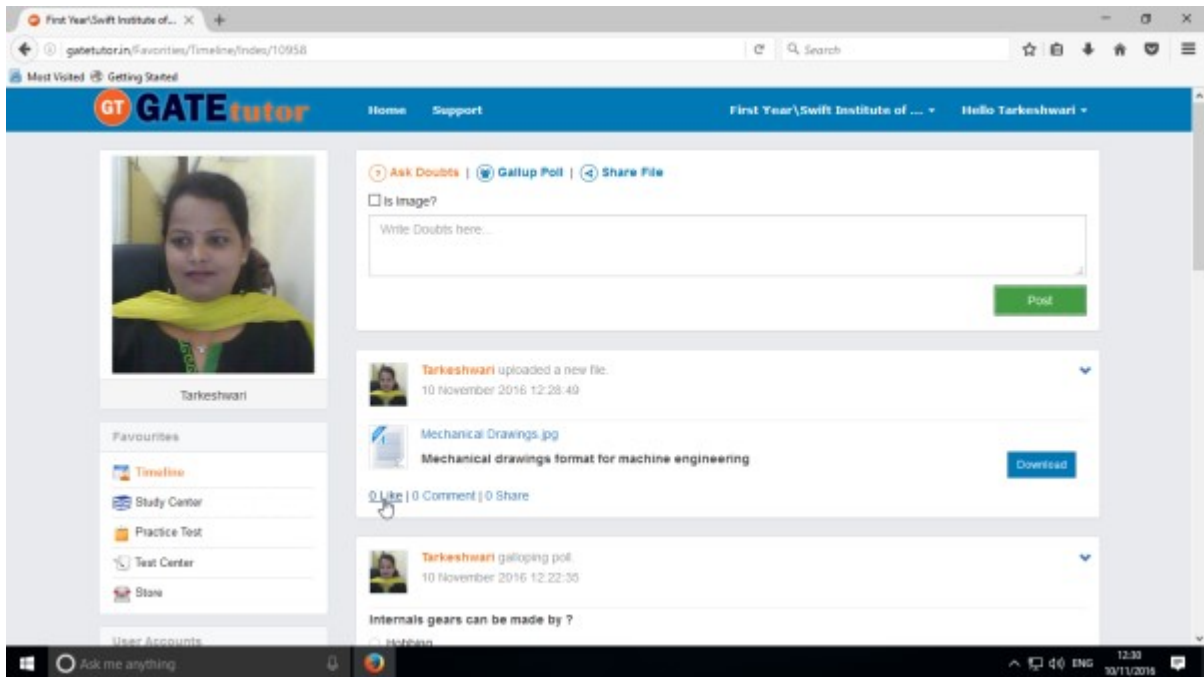 First Year\Swift Institute of...
gatetutor.in/Favorities/Timeline/Index/10958
Search
Most Visited Getting Started
GT GATEtutor
Home Support First Year\Swift Institute of .... Hello Tarkeshwari
Ask Doubts | Gallup Poll | Share File
Is Image?
Write Doubts here...
Post
Tarkeshwari
Tarkeshwari uploaded a new file.
10 November 2016 12:28:49
Mechanical Drawings.jpg
Mechanical drawings format for machine engineering
Download
0 Like | 0 Comment | 0 Share
Favourites
Timeline
Study Center
Practice Test
Test Center
Store
User Accounts
Tarkeshwari galloping poll.
10 November 2016 12:22:35
Internals gears can be made by ?
Hobbing
Ask me anything
ENG
12:30
10/11/2016